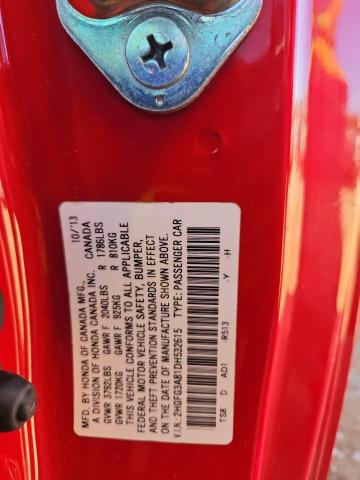 MFD. BY HONDA OF CANADA MFG., 10/'13
A DIVISION OF HONDA CANADA INC. CANADA
GVWR 3792LBS GAWR F 2040LBS R 1786LBS
GVWR 1720KG GAWR F 925KG R 810KG
THIS VEHICLE CONFORMS TO ALL APPLICABLE
FEDERAL MOTOR VEHICLE SAFETY, BUMPER,
AND THEFT PREVENTION STANDARDS IN EFFECT
ON THE DATE OF MANUFACTURE SHOWN ABOVE.
V.I.N.: 2HGFG3A81DH532615 TYPE: PASSENGER CAR
TS8 D AD1 -R513 -Y -H